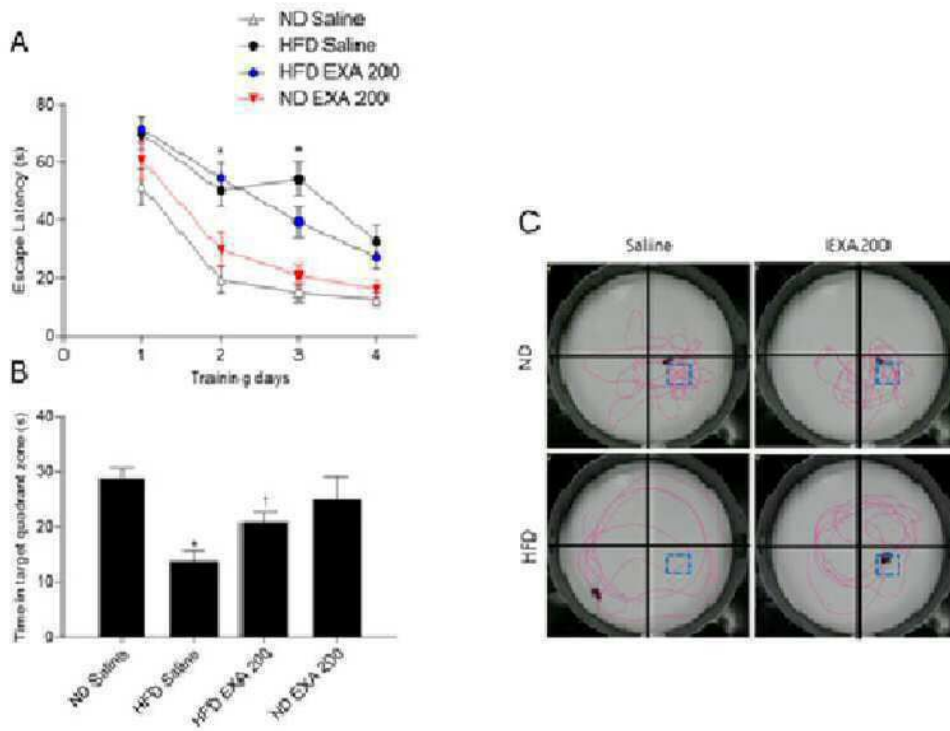 A
ND Saline
HFD Saline
HFD EXA 200
ND EXA 200
80
60
40
20
0
Escape Latency (s)
0
1
2
3
4
Training days
*
*
B
40
30
20
10
0
Time in target quadrant zone (s)
*
†
ND Saline
HFD Saline
HFD EXA 200
ND EXA 200
C
Saline
EXA 200
ND
HFD